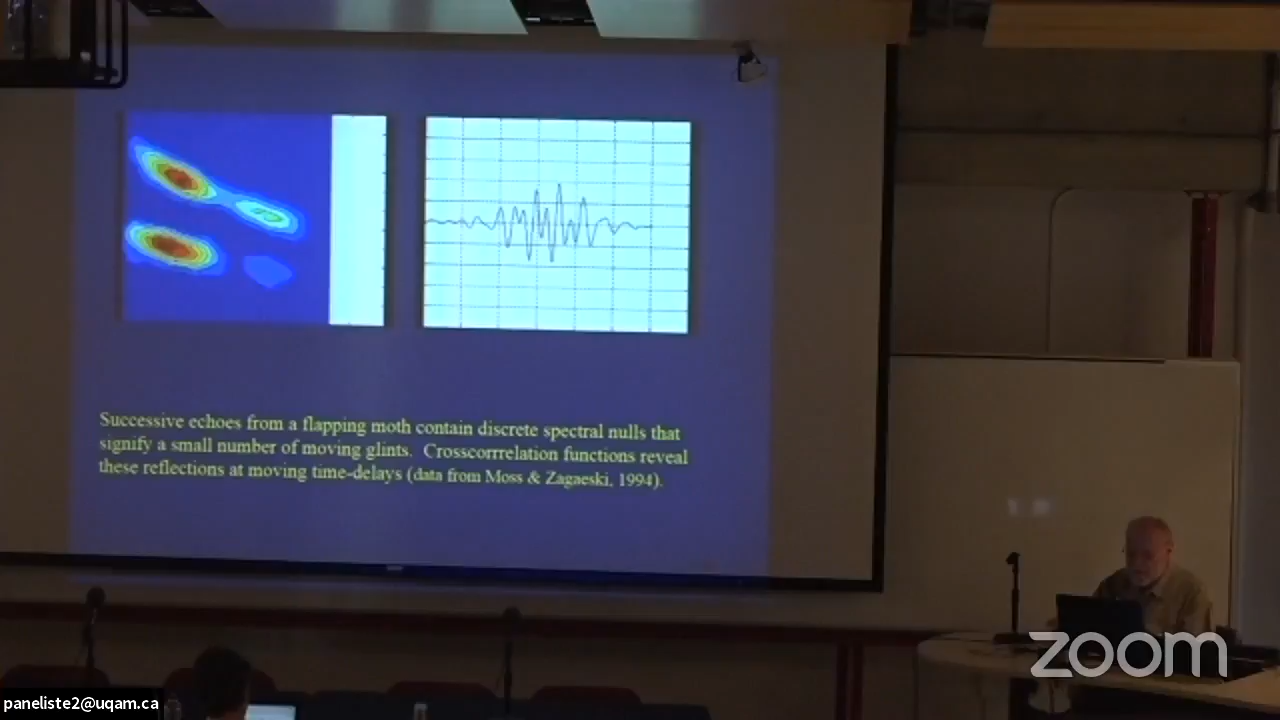 Successive echoes from a flapping moth contain discrete spectral nulls that
signify a small number of moving glints. Crosscorrrelation functions reveal
these reflections at moving time-delays (data from Moss & Zagaeski, 1994).
zoom
paneliste2@uqam.ca